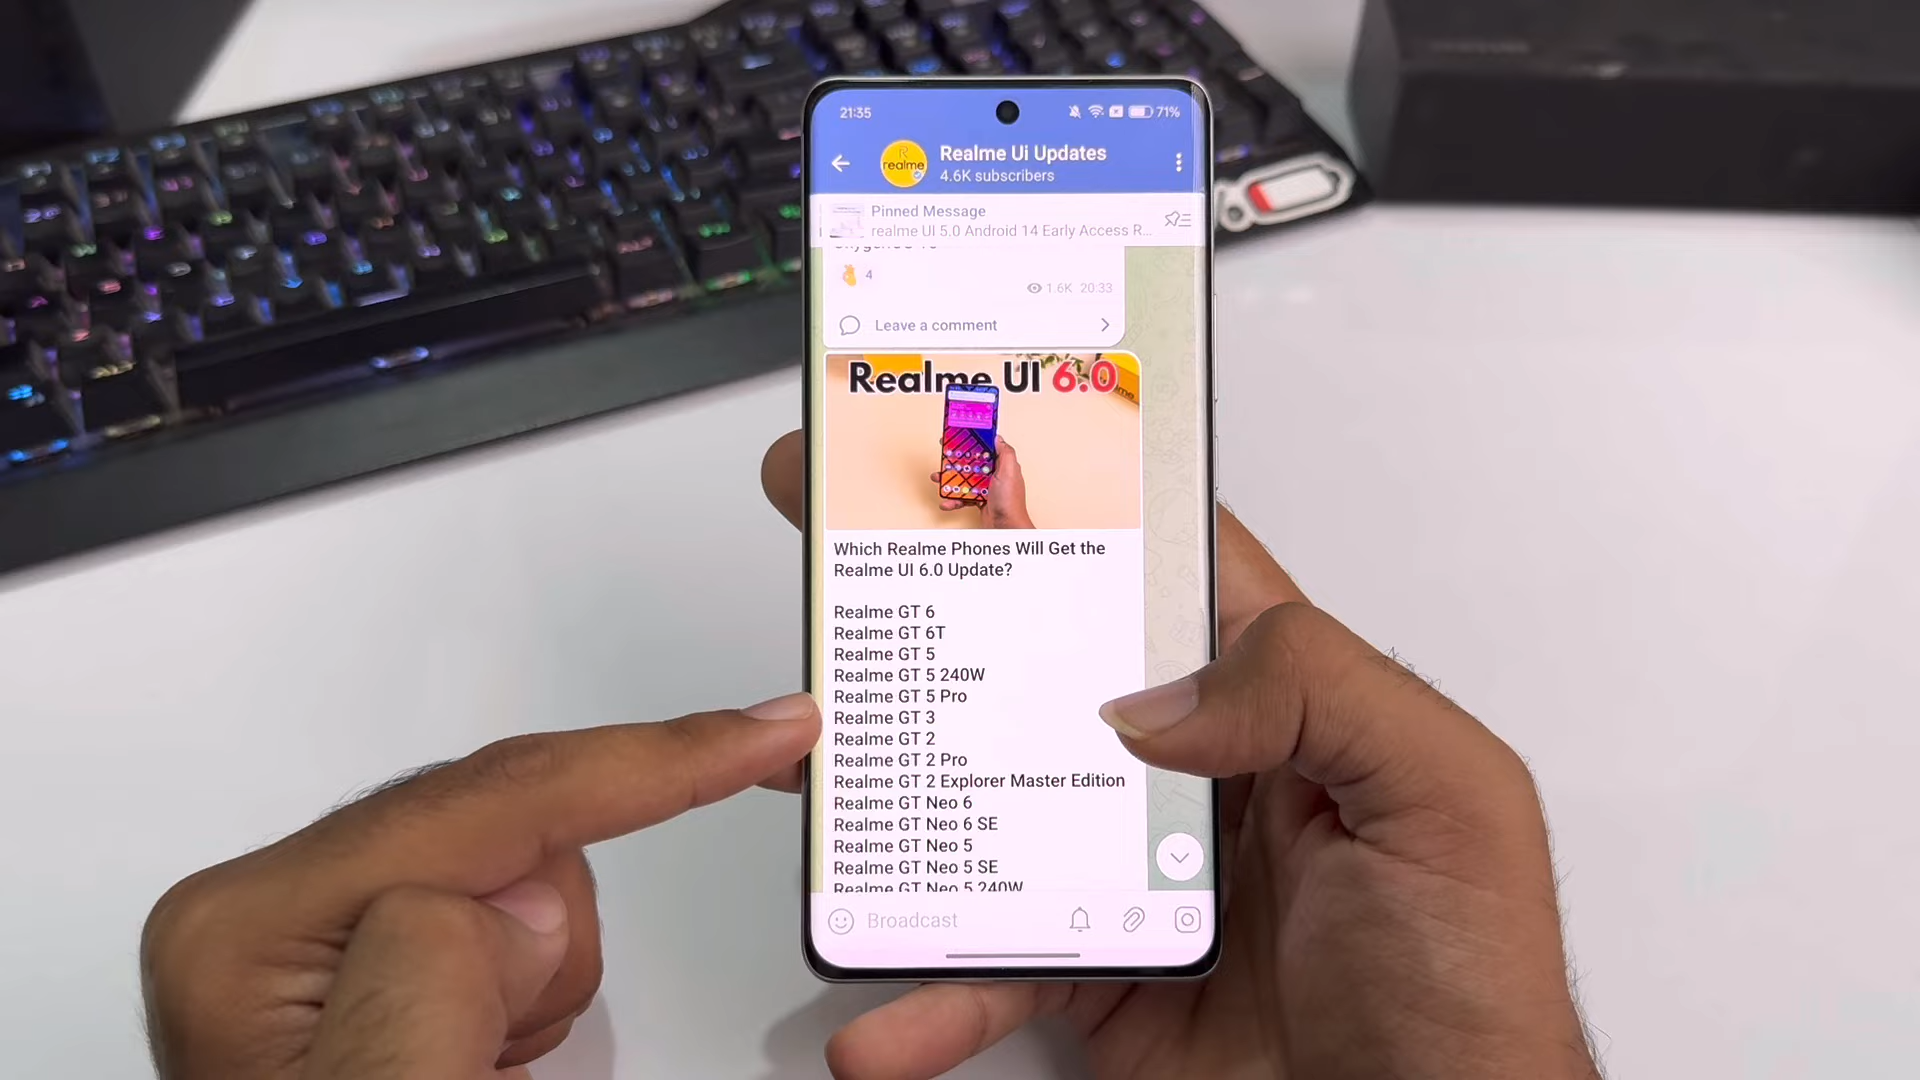 21:35
71%
realme
Realme Ui Updates
4.6K subscribers
Pinned Message
realme UI 5.0 Android 14 Early Access R...
4
1.6K 20:33
Leave a comment
Realme UI 6.0
Which Realme Phones Will Get the
Realme UI 6.0 Update?
Realme GT 6
Realme GT 6T
Realme GT 5
Realme GT 5 240W
Realme GT 5 Pro
Realme GT 3
Realme GT 2
Realme GT 2 Pro
Realme GT 2 Explorer Master Edition
Realme GT Neo 6
Realme GT Neo 6 SE
Realme GT Neo 5
Realme GT Neo 5 SE
Realme GT Neo 5 240W
Broadcast